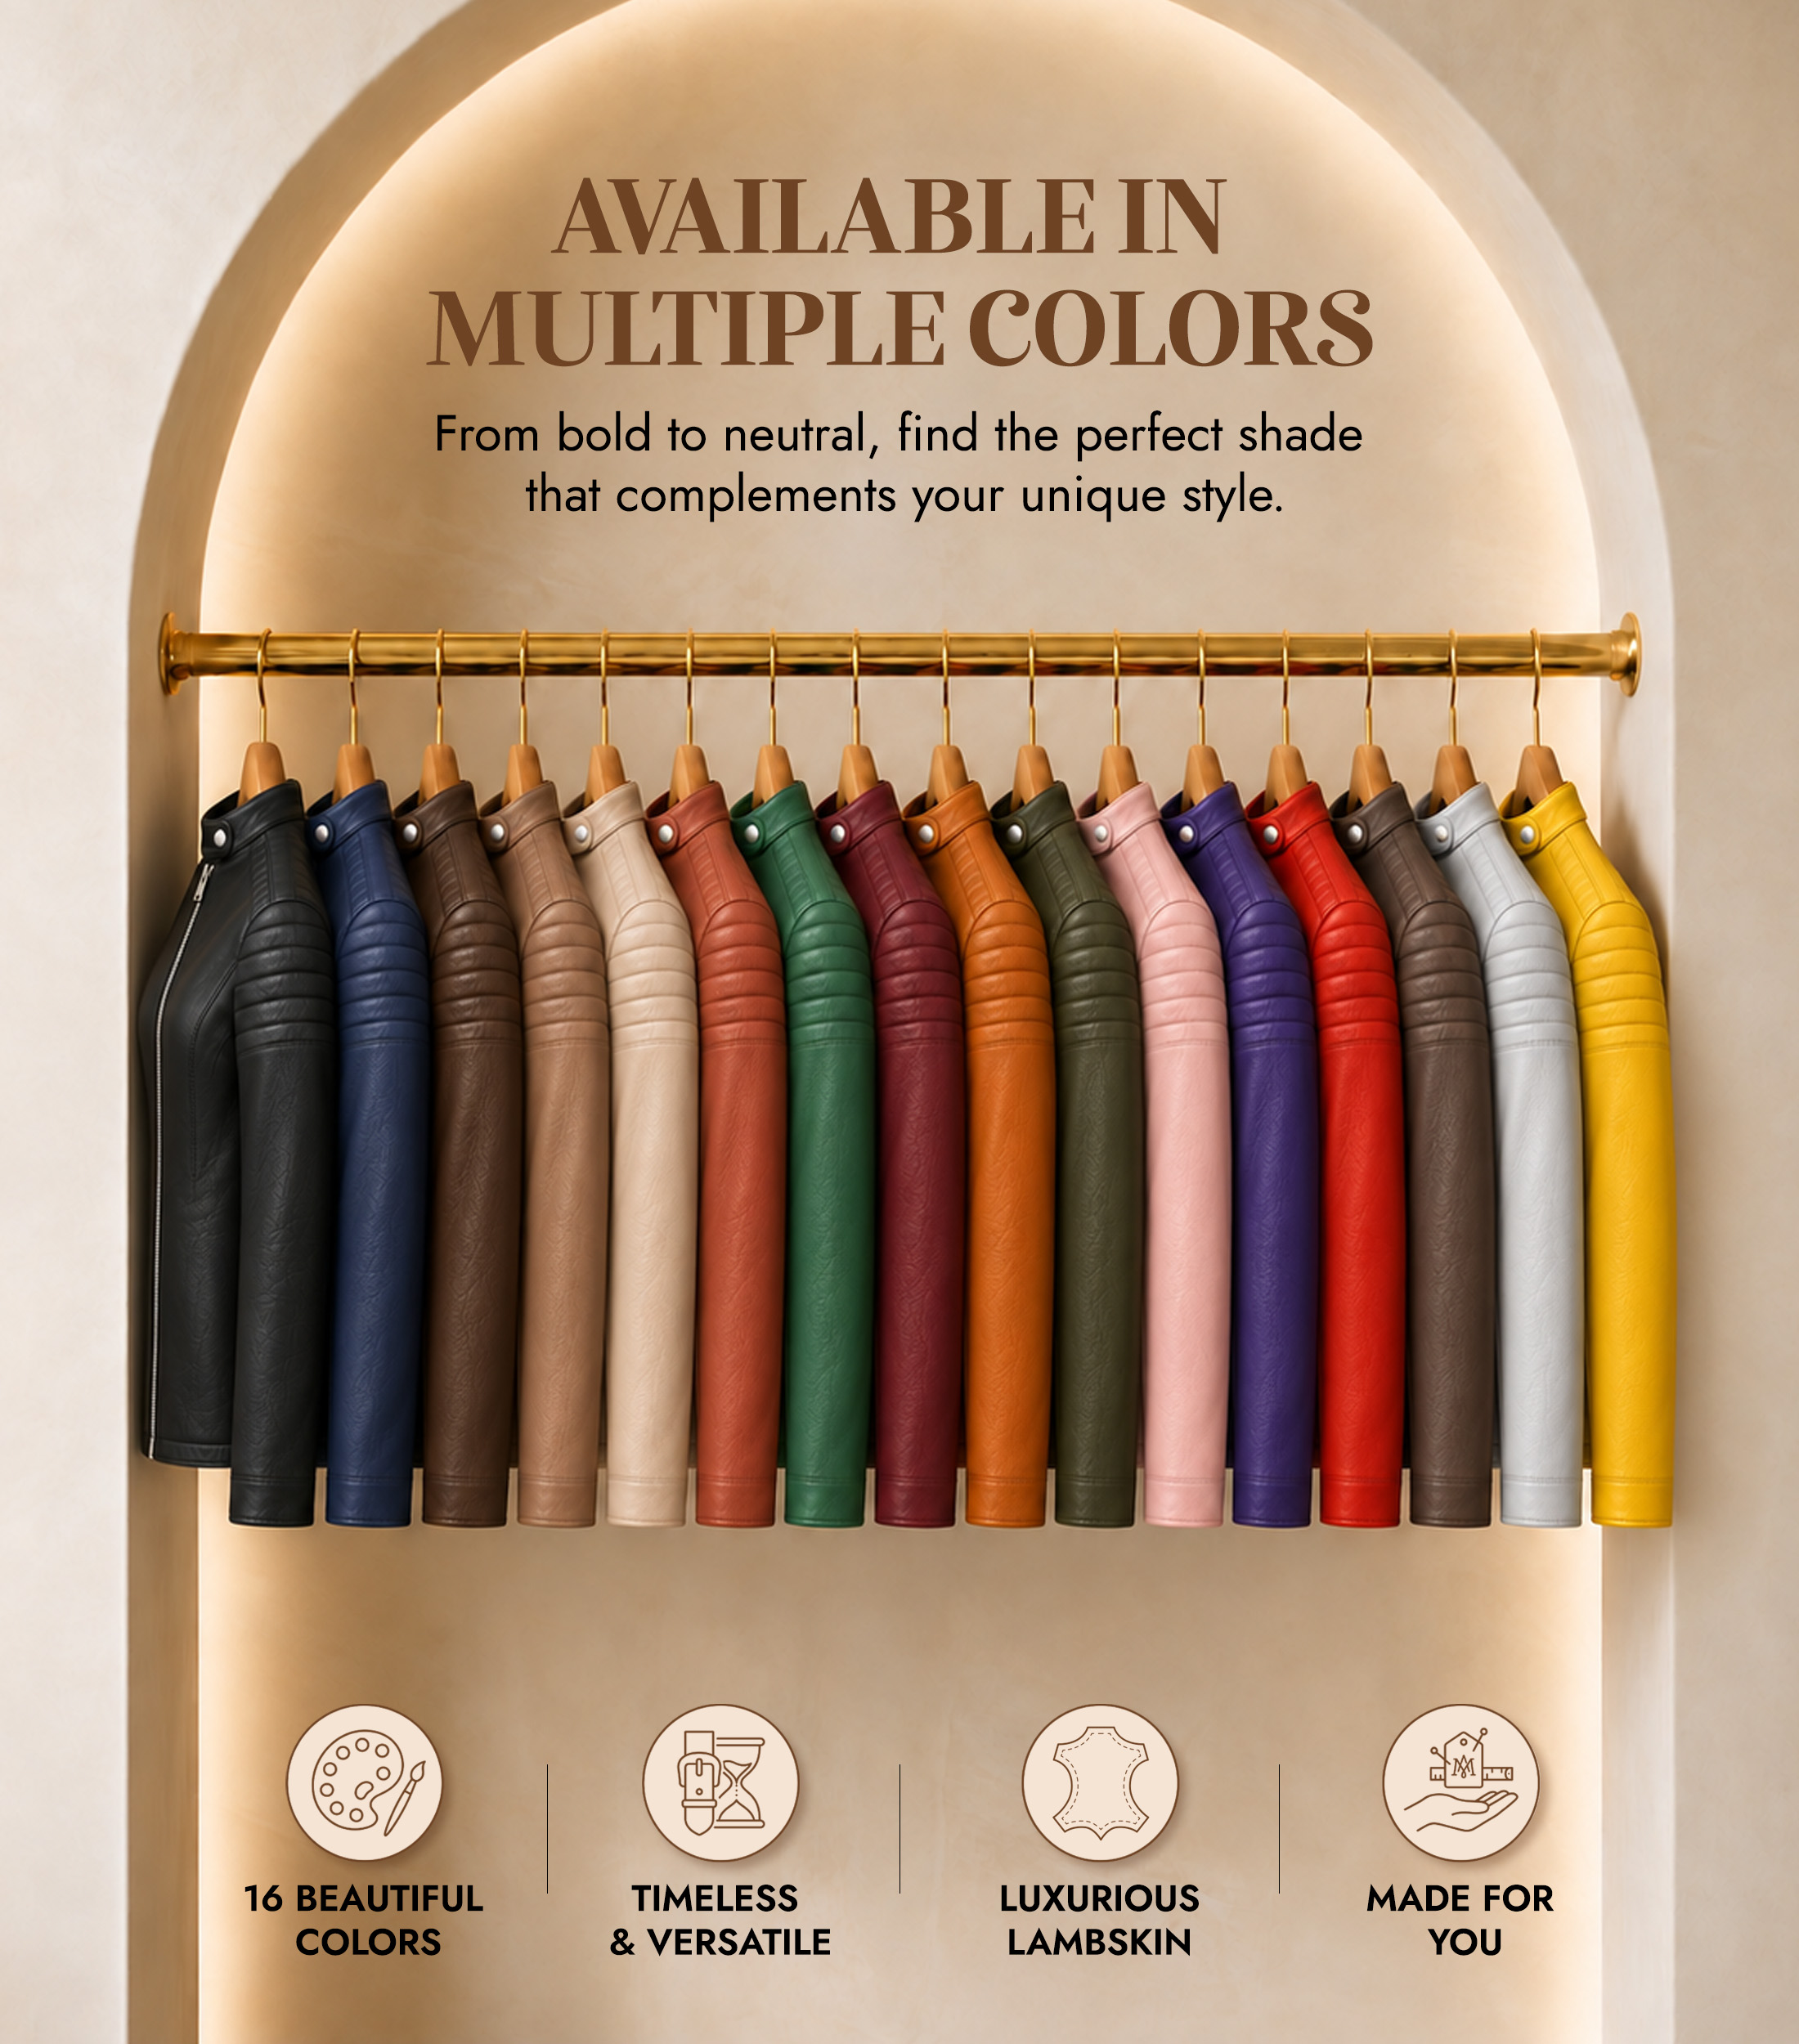 AVAILABLE IN
MULTIPLE COLORS
From bold to neutral, find the perfect shade
that complements your unique style.
16 BEAUTIFUL
COLORS
TIMELESS
& VERSATILE
LUXURIOUS
LAMBSKIN
MADE FOR
YOU